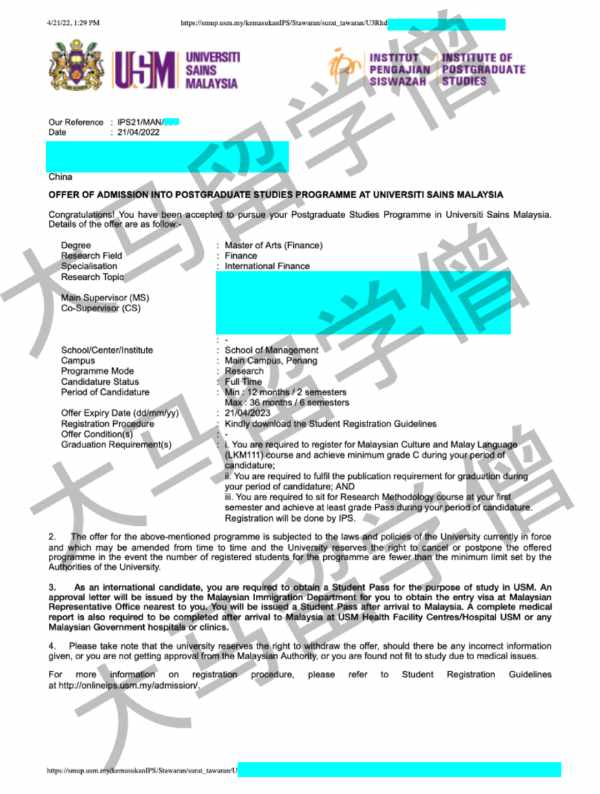 4/21/22, 1:29 PM
https://smup.usm.my/kemasukanIPS/Stawaran/surat_tawaran/U3Rhd
USM
UNIVERSITI
SAINS
MALAYSIA
ips
INSTITUT
PENGAJIAN
SISWAZAH
INSTITUTE OF
POSTGRADUATE
STUDIES
Our Reference : IPS21/MAN/
Date : 21/04/2022
China
OFFER OF ADMISSION INTO POSTGRADUATE STUDIES PROGRAMME AT UNIVERSITI SAINS MALAYSIA
Congratulations! You have been accepted to pursue your Postgraduate Studies Programme in Universiti Sains Malaysia.
Details of the offer are as follow:-
Degree : Master of Arts (Finance)
Research Field : Finance
Specialisation : International Finance
Research Topic
Main Supervisor (MS)
Co-Supervisor (CS)
: -
School/Center/Institute : School of Management
Campus : Main Campus, Penang
Programme Mode : Research
Candidature Status : Full Time
Period of Candidature : Min : 12 months / 2 semesters
Max : 36 months / 6 semesters
Offer Expiry Date (dd/mm/yy) : 21/04/2023
Registration Procedure : Kindly download the Student Registration Guidelines
Offer Condition(s) : -
Graduation Requirement(s) : i. You are required to register for Malaysian Culture and Malay Language
(LKM111) course and achieve minimum grade C during your period of
candidature;
ii. You are required to fulfil the publication requirement for graduation during
your period of candidature; AND
iii. You are required to sit for Research Methodology course at your first
semester and achieve at least grade Pass during your period of candidature.
Registration will be done by IPS.
2. The offer for the above-mentioned programme is subjected to the laws and policies of the University currently in force
and which may be amended from time to time and the University reserves the right to cancel or postpone the offered
programme in the event the number of registered students for the programme are fewer than the minimum limit set by the
Authorities of the University.
3. As an international candidate, you are required to obtain a Student Pass for the purpose of study in USM. An
approval letter will be issued by the Malaysian Immigration Department for you to obtain the entry visa at Malaysian
Representative Office nearest to you. You will be issued a Student Pass after arrival to Malaysia. A complete medical
report is also required to be completed after arrival to Malaysia at USM Health Facility Centres/Hospital USM or any
Malaysian Government hospitals or clinics.
4. Please take note that the university reserves the right to withdraw the offer, should there be any incorrect information
given, or you are not getting approval from the Malaysian Authority, or you are found not fit to study due to medical issues.
For more information on registration procedure, please refer to Student Registration Guidelines
at http://onlineips.usm.my/admission/.
https://smup.usm.my/kemasukanIPS/Stawaran/surat_tawaran/U
大马留学僧
大马留学僧
大马留学僧